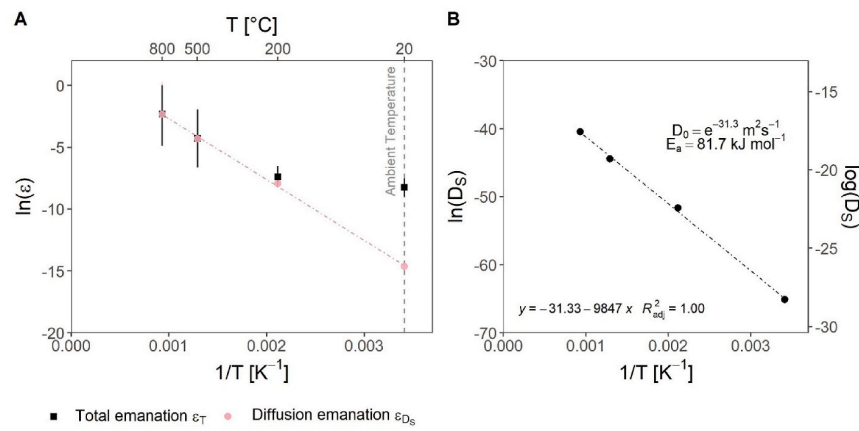 A
T [°C]
800 500 200 20
0
-5
-10
-15
-20
ln(ε)
Ambient Temperature
0.000 0.001 0.002 0.003
1/T [K⁻¹]
B
-30
-40
-50
-60
-70
ln(D_S)
D₀ = e⁻³¹·³ m²s⁻¹
Eₐ = 81.7 kJ mol⁻¹
y = −31.33 − 9847 x R²_adj = 1.00
-15
-20
-25
-30
log(D_S)
0.000 0.001 0.002 0.003
1/T [K⁻¹]
Total emanation ε_T Diffusion emanation ε_{D_S}